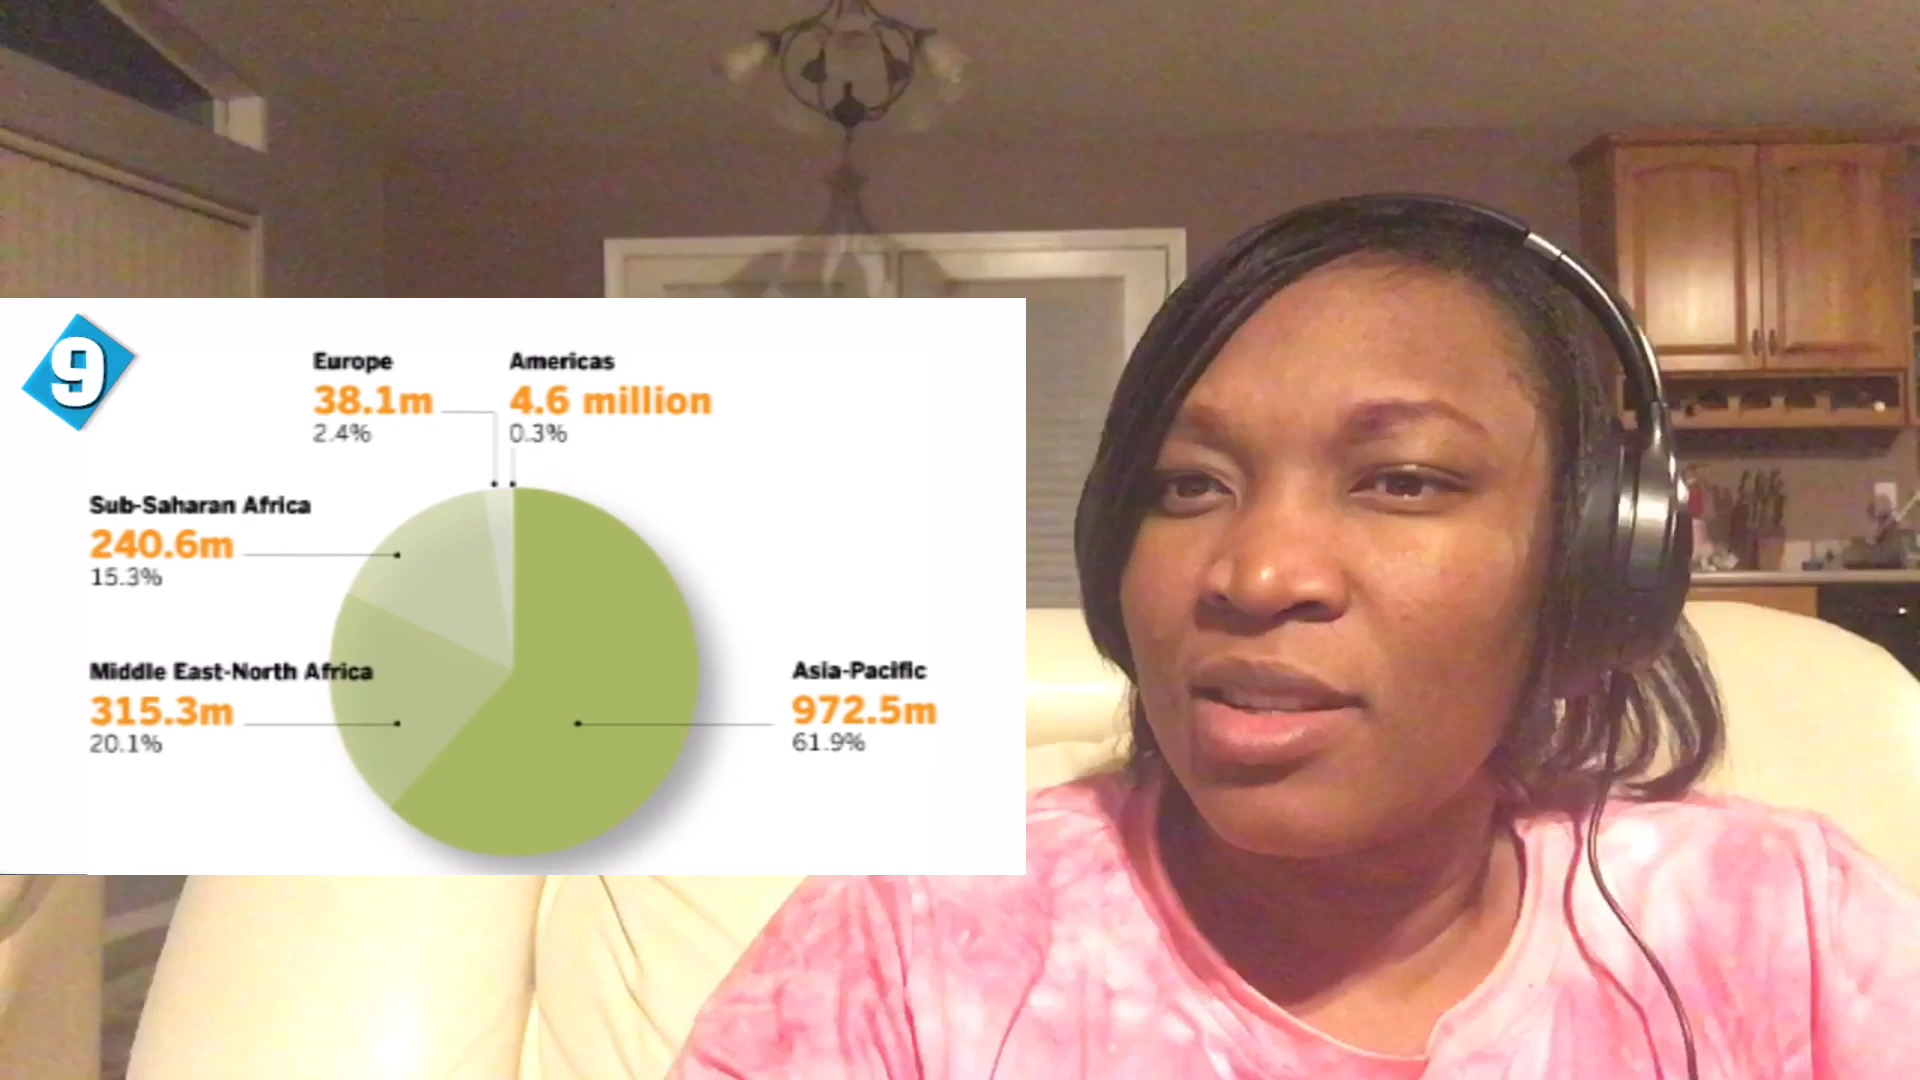 9
Europe
38.1m
2.4%
Americas
4.6 million
0.3%
Sub-Saharan Africa
240.6m
15.3%
Middle East-North Africa
315.3m
20.1%
Asia-Pacific
972.5m
61.9%